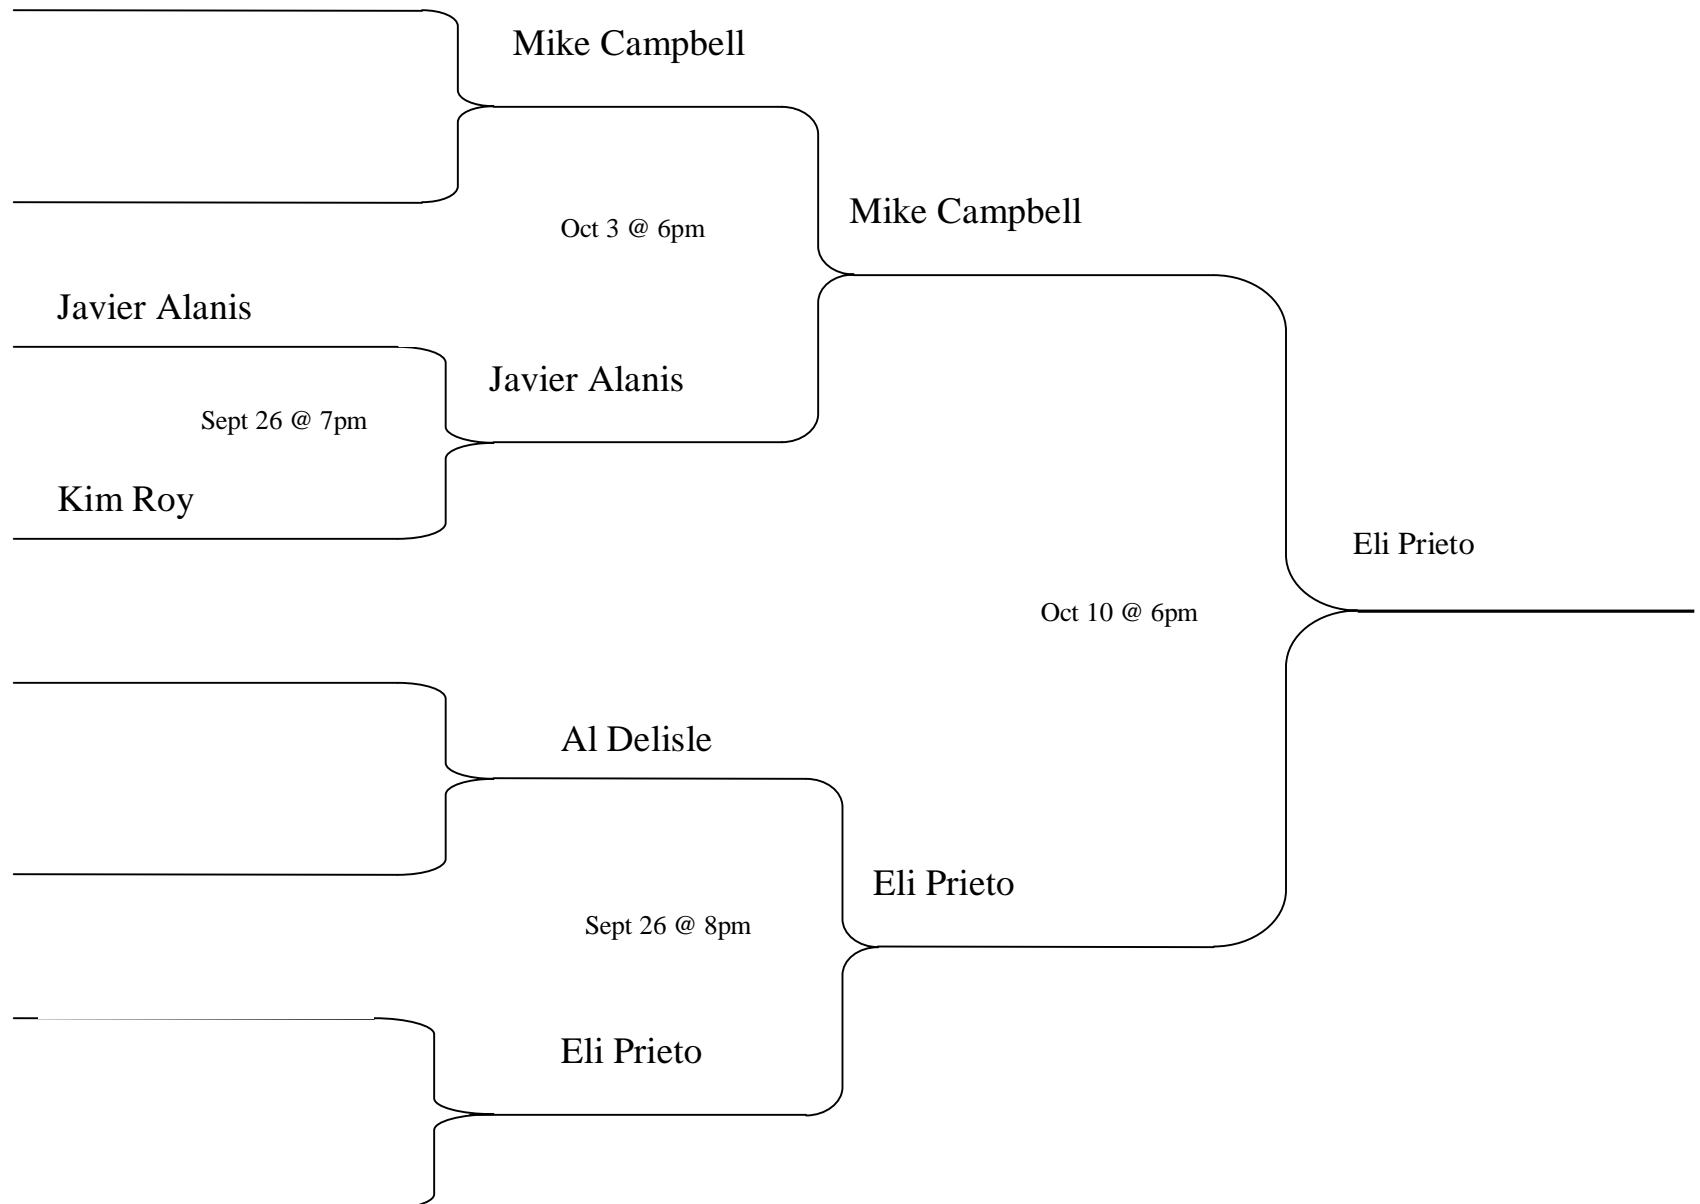 Mike Campbell
Oct 3 @ 6pm
Mike Campbell
Javier Alanis
Javier Alanis
Sept 26 @ 7pm
Kim Roy
Eli Prieto
Oct 10 @ 6pm
Al Delisle
Eli Prieto
Sept 26 @ 8pm
Eli Prieto